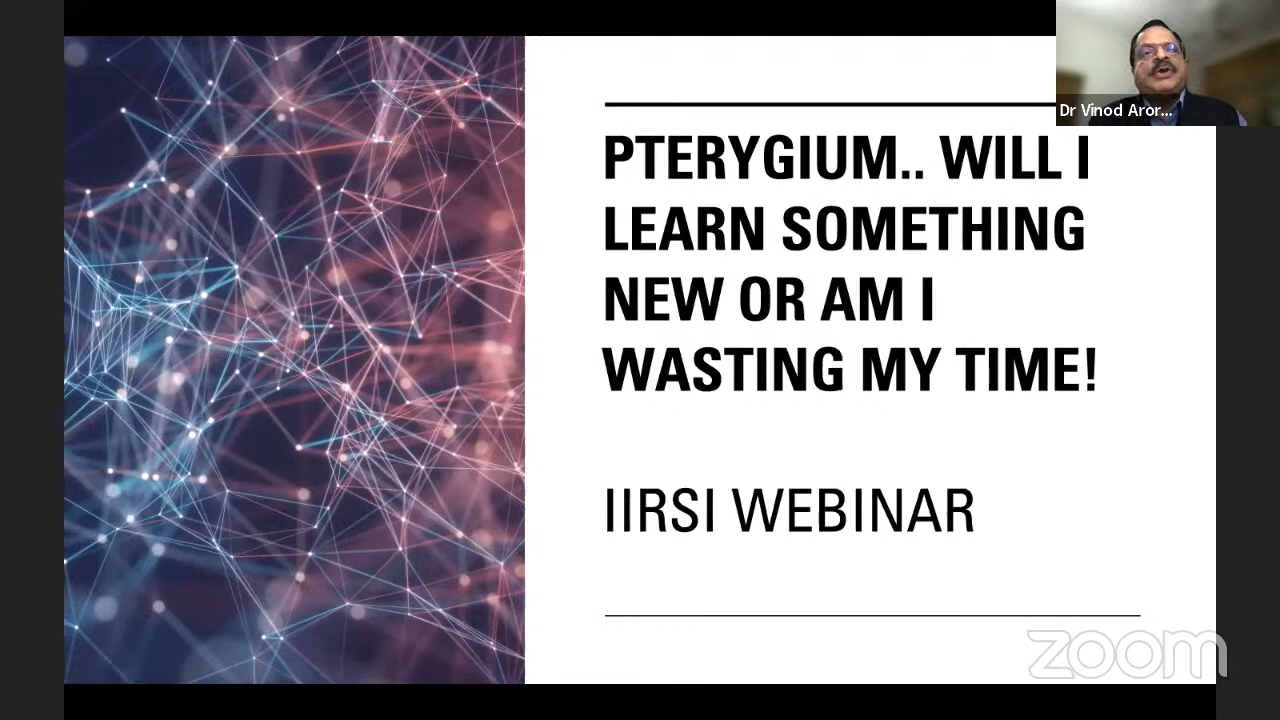 Dr Vinod Aror...
PTERYGIUM.. WILL I
LEARN SOMETHING
NEW OR AM I
WASTING MY TIME!
IIRSI WEBINAR
zoom